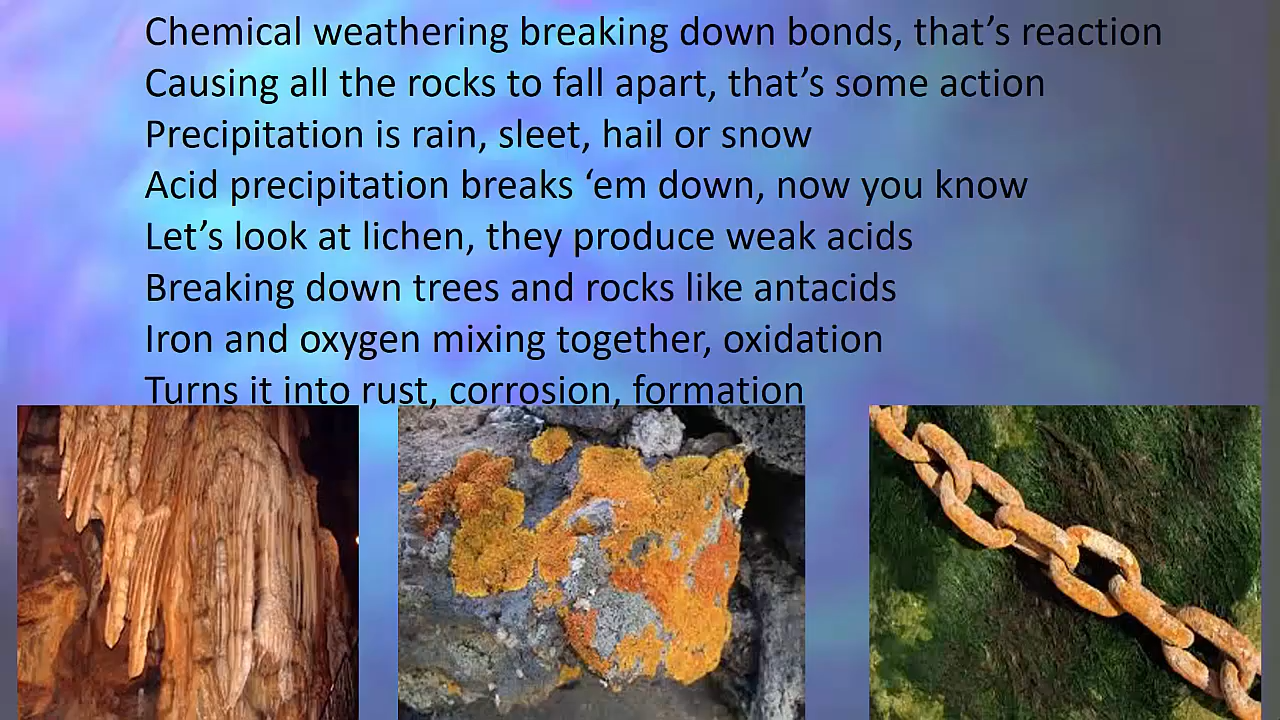 Chemical weathering breaking down bonds, that’s reaction
Causing all the rocks to fall apart, that’s some action
Precipitation is rain, sleet, hail or snow
Acid precipitation breaks ‘em down, now you know
Let’s look at lichen, they produce weak acids
Breaking down trees and rocks like antacids
Iron and oxygen mixing together, oxidation
Turns it into rust, corrosion, formation